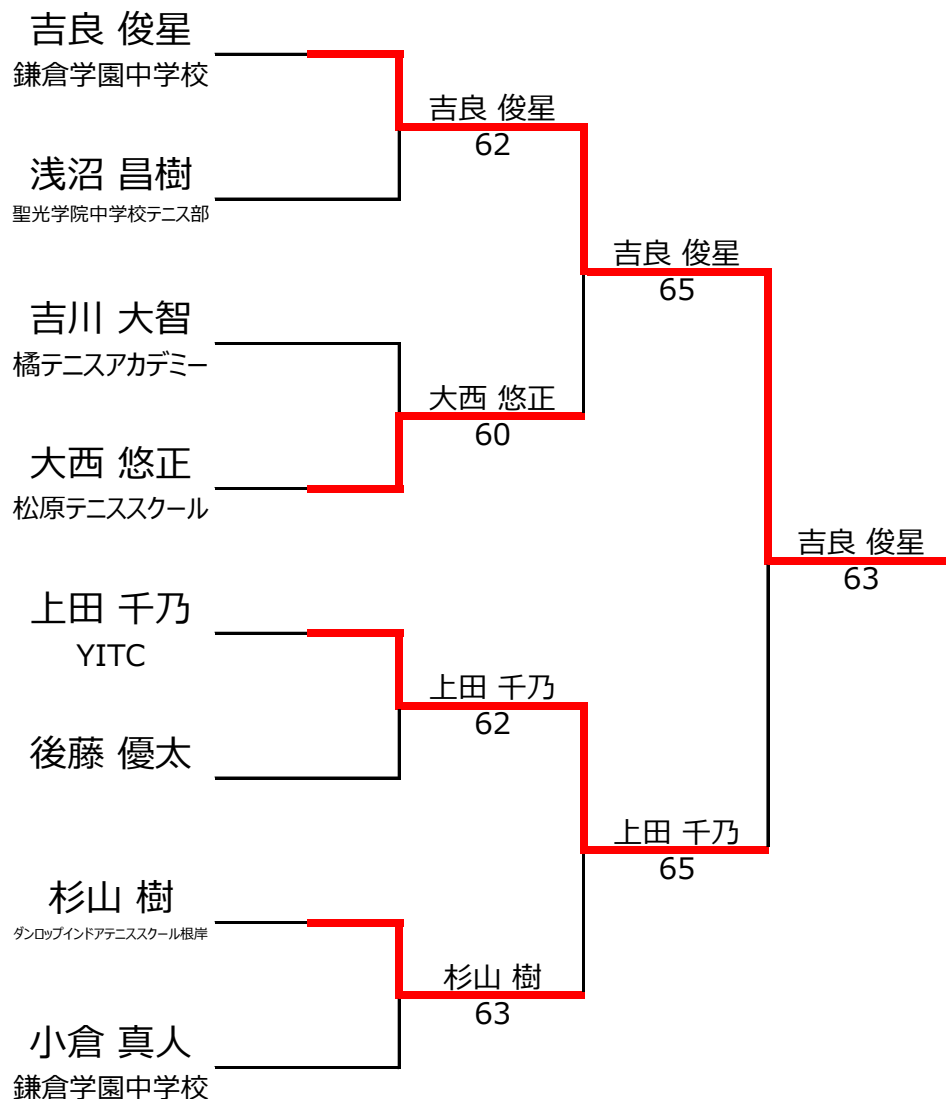 吉良 俊星
鎌倉学園中学校
吉良 俊星
62
浅沼 昌樹
聖光学院中学校テニス部
吉良 俊星
65
吉川 大智
橘テニスアカデミー
大西 悠正
60
大西 悠正
松原テニススクール
吉良 俊星
63
上田 千乃
YITC
上田 千乃
62
後藤 優太
上田 千乃
65
杉山 樹
ダンロップインドアテニススクール根岸
杉山 樹
63
小倉 真人
鎌倉学園中学校